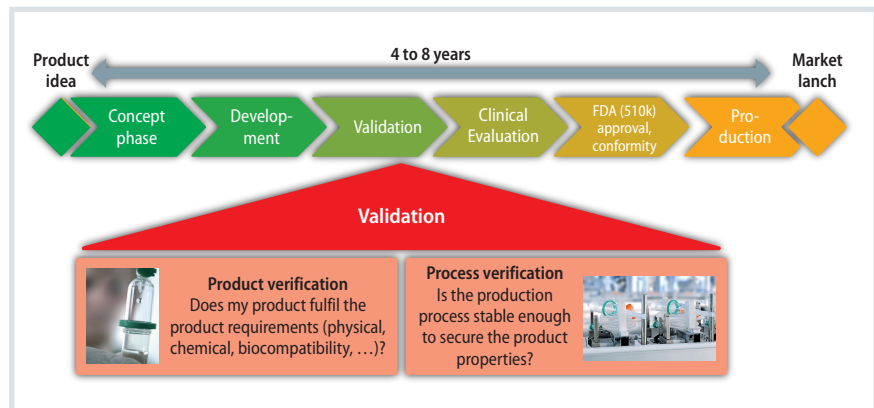 4 to 8 years
Product
idea
Market
lanch
Concept
phase
Develop-
ment
Validation
Clinical
Evaluation
FDA (510k)
approval,
conformity
Pro-
duction
Validation
Product verification
Does my product fulfil the
product requirements (physical,
chemical, biocompatibility, …)?
Process verification
Is the production
process stable enough
to secure the product
properties?